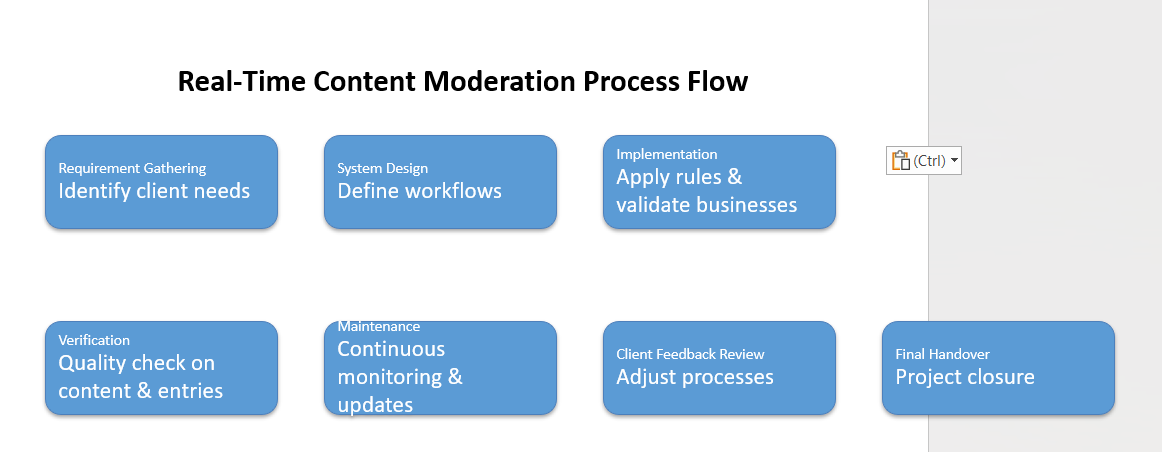 Real-Time Content Moderation Process Flow
Requirement Gathering
Identify client needs
System Design
Define workflows
Implementation
Apply rules &
validate businesses
(Ctrl)
Verification
Quality check on
content & entries
Maintenance
Continuous
monitoring &
updates
Client Feedback Review
Adjust processes
Final Handover
Project closure